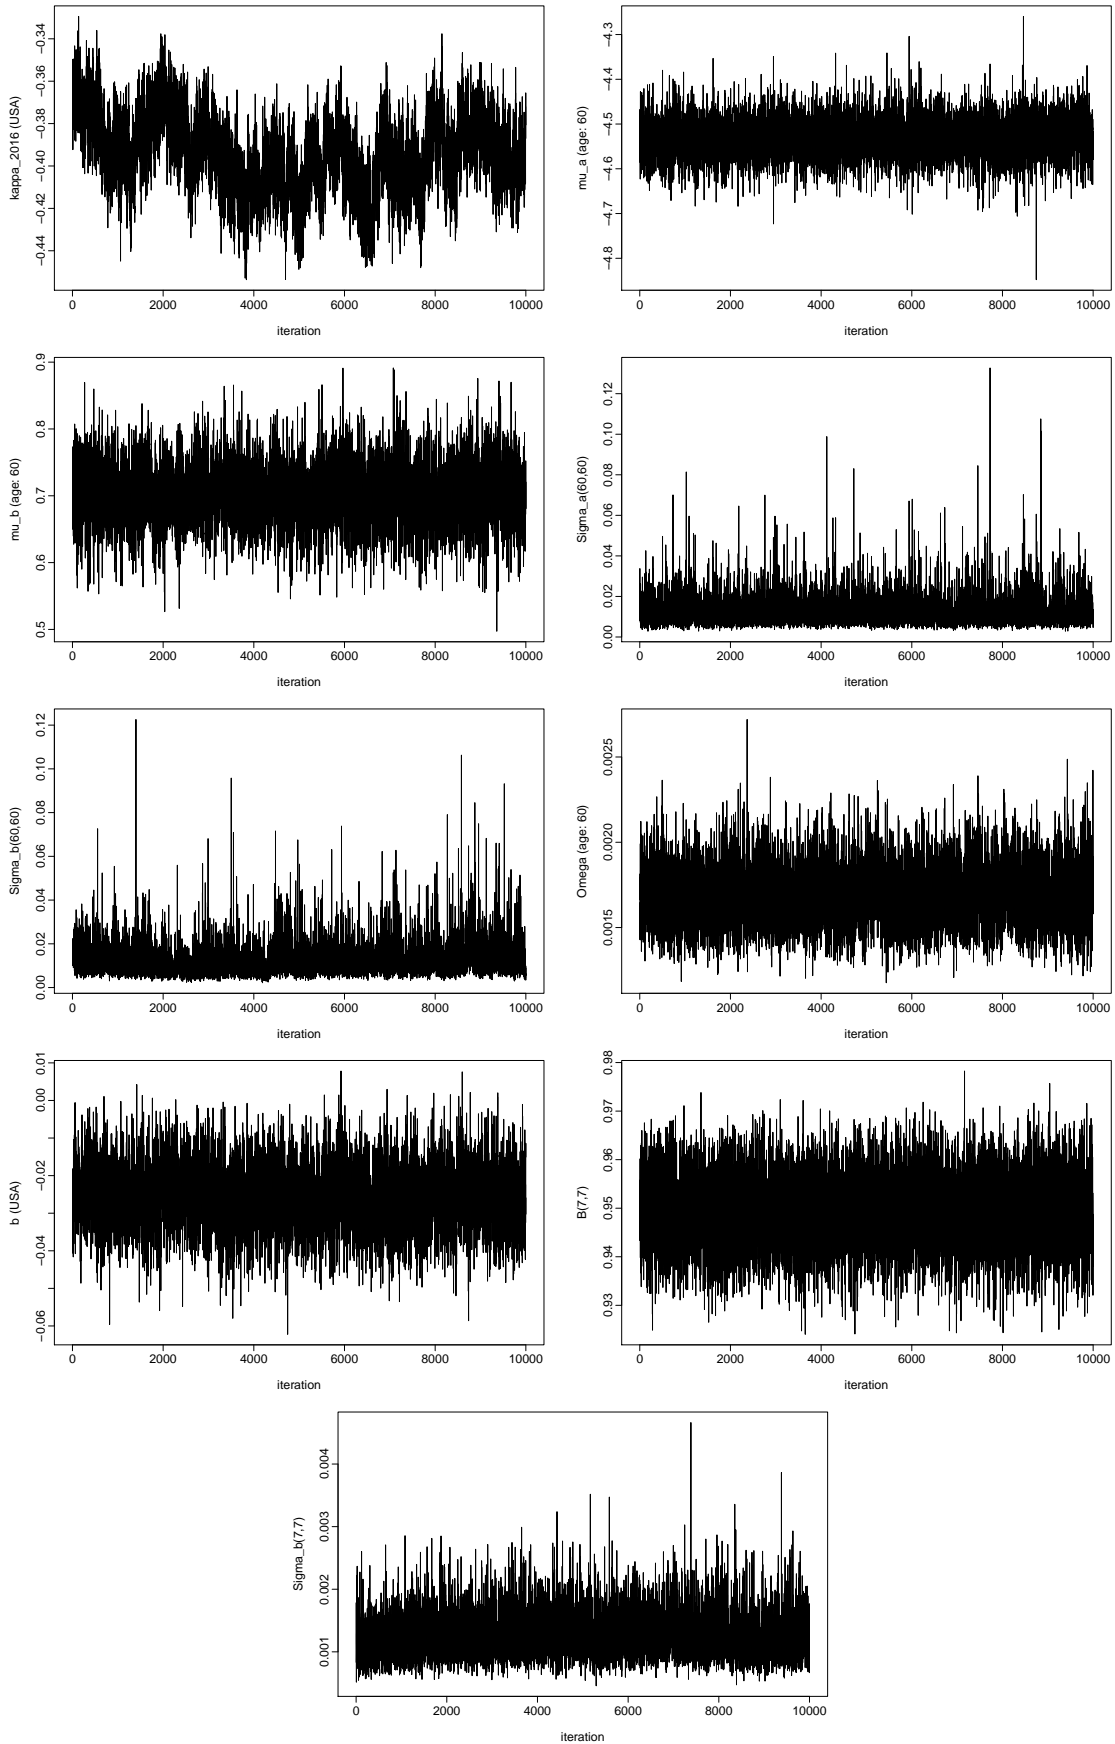 kappa_2016 (USA)
−0.34
−0.36
−0.38
−0.40
−0.42
−0.44
0 2000 4000 6000 8000 10000
iteration
mu_a (age: 60)
−4.3
−4.4
−4.5
−4.6
−4.7
−4.8
0 2000 4000 6000 8000 10000
iteration
mu_b (age: 60)
0.9
0.8
0.7
0.6
0.5
0 2000 4000 6000 8000 10000
iteration
Sigma_a(60,60)
0.12
0.10
0.08
0.06
0.04
0.02
0.00
0 2000 4000 6000 8000 10000
iteration
Sigma_b(60,60)
0.12
0.10
0.08
0.06
0.04
0.02
0.00
0 2000 4000 6000 8000 10000
iteration
Omega (age: 60)
0.0025
0.0020
0.0015
0 2000 4000 6000 8000 10000
iteration
b (USA)
0.01
0.00
−0.02
−0.04
−0.06
0 2000 4000 6000 8000 10000
iteration
B(7,7)
0.98
0.97
0.96
0.95
0.94
0.93
0 2000 4000 6000 8000 10000
iteration
Sigma_b(7,7)
0.004
0.003
0.002
0.001
0 2000 4000 6000 8000 10000
iteration